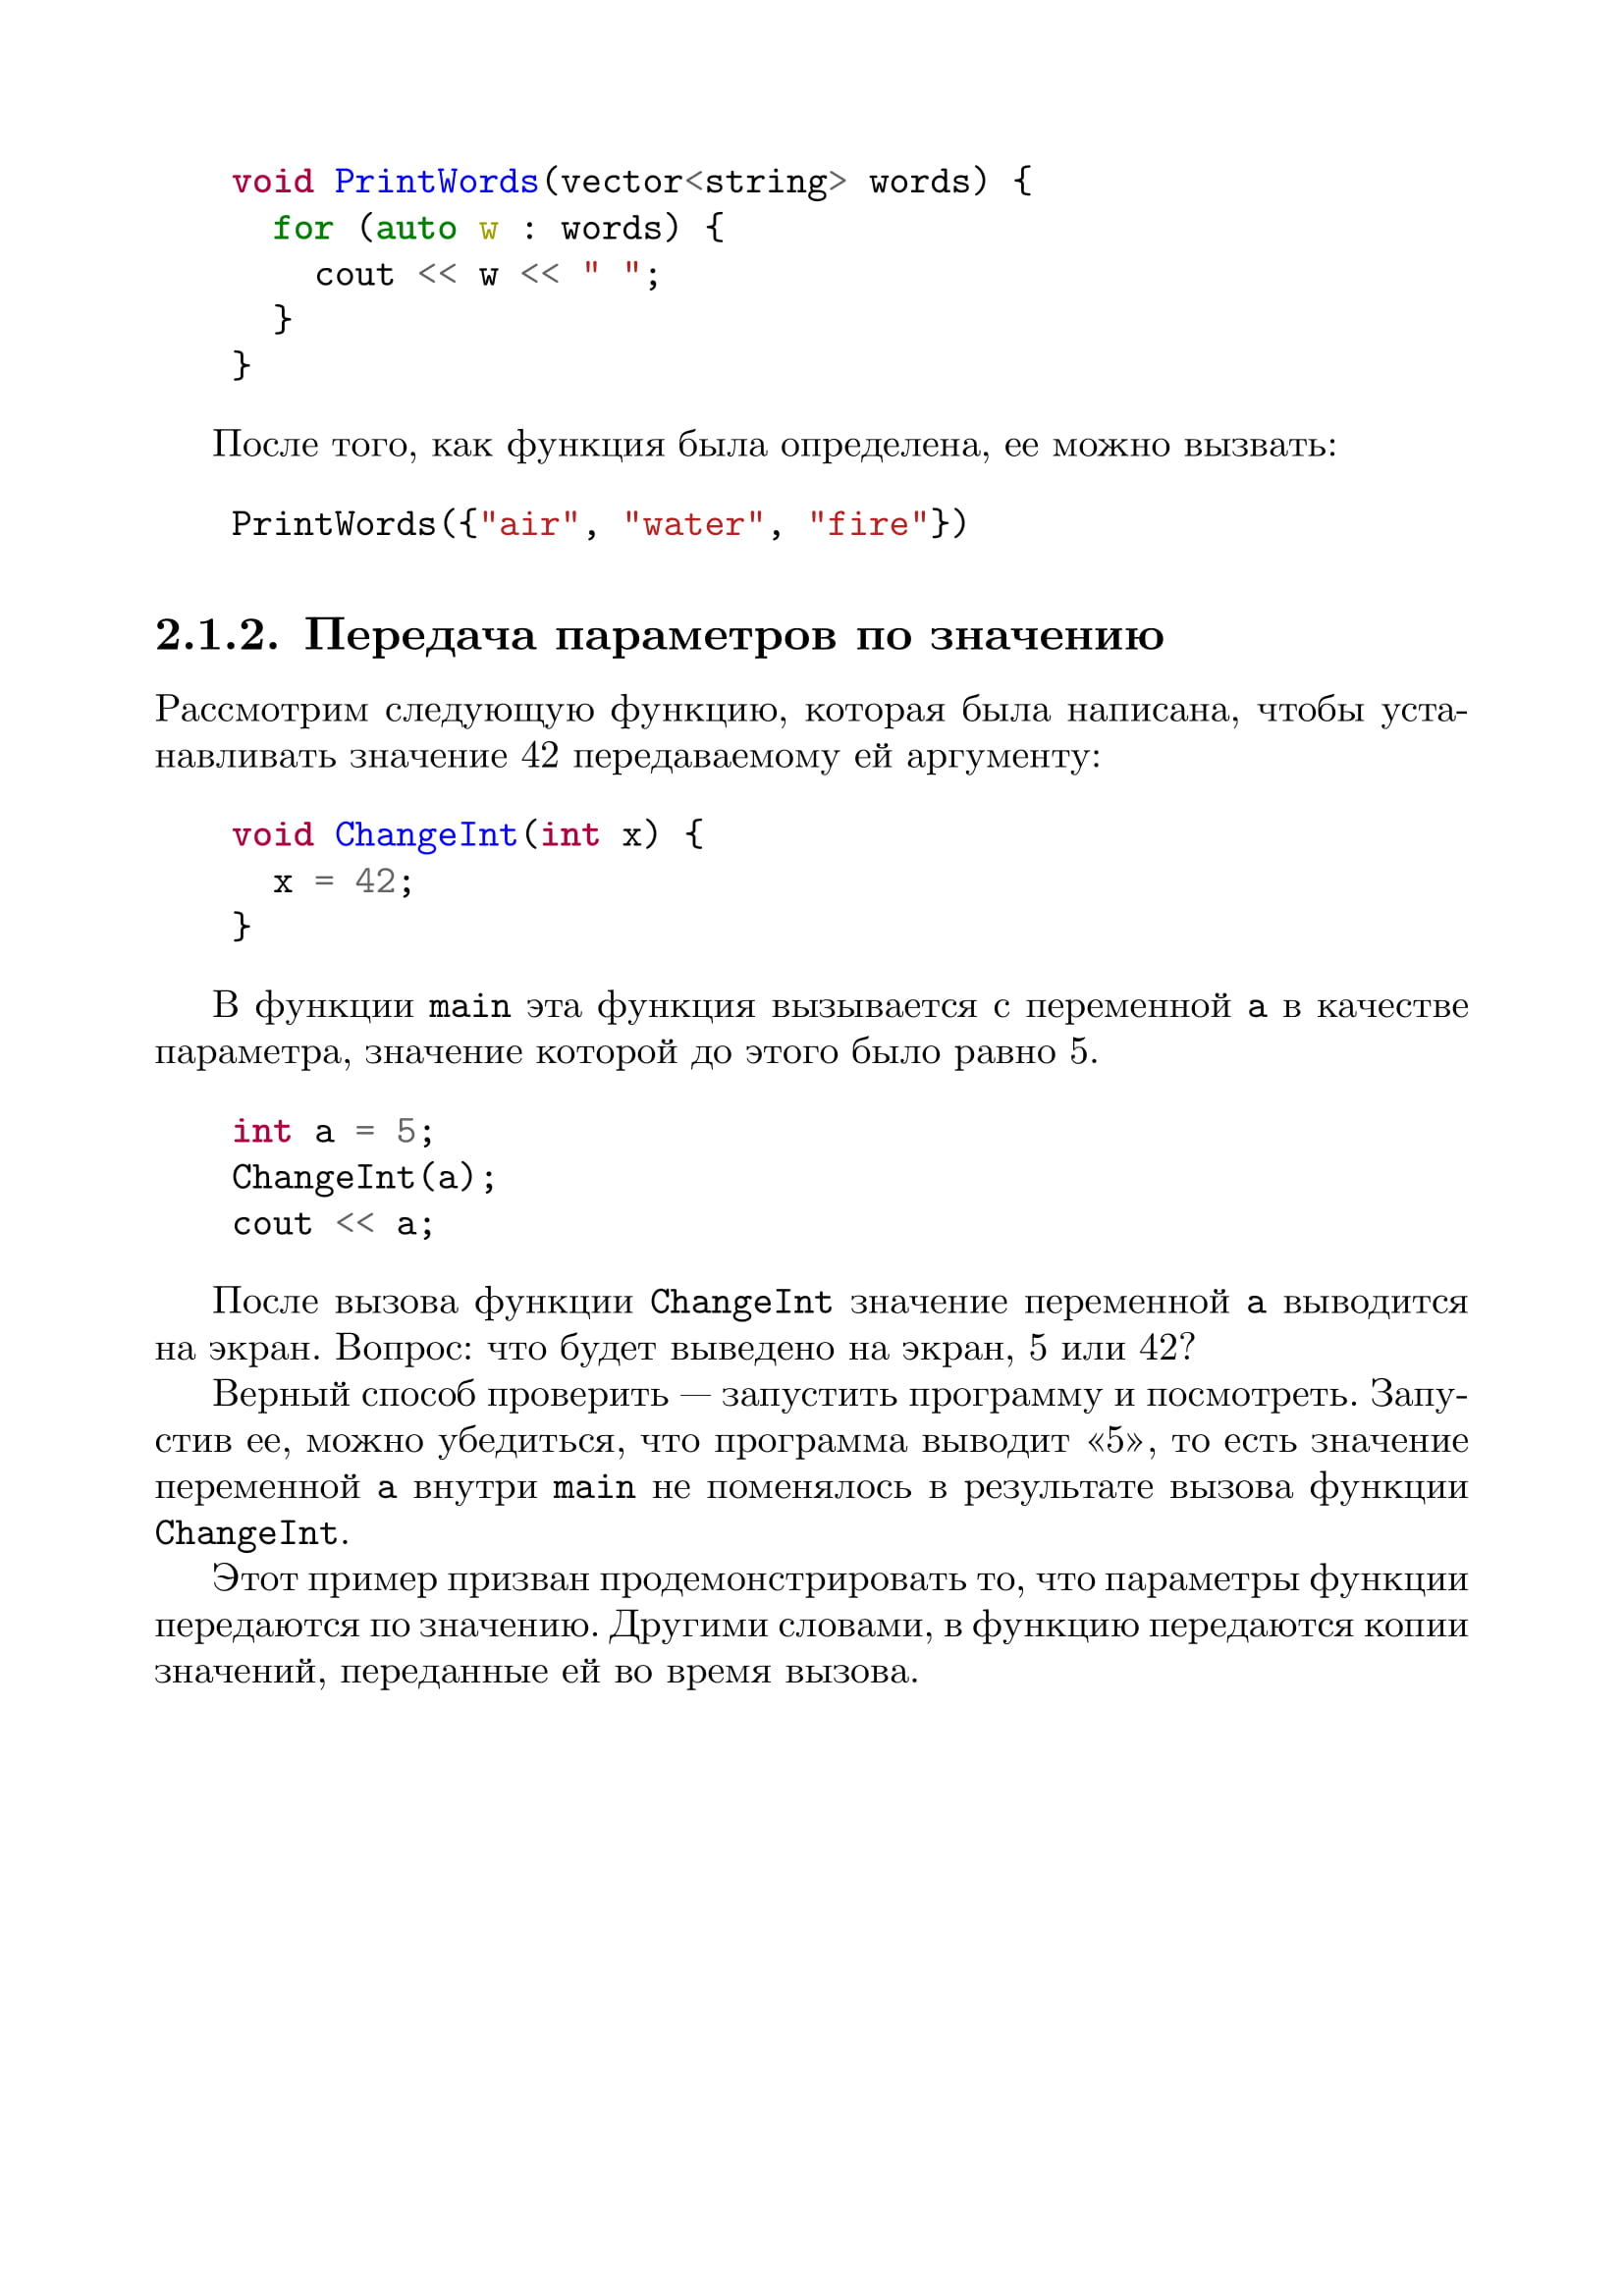 void PrintWords(vector<string> words) {
  for (auto w : words) {
    cout << w << " ";
  }
}
После того, как функция была определена, ее можно вызвать:
PrintWords({"air", "water", "fire"})
2.1.2. Передача параметров по значению
Рассмотрим следующую функцию, которая была написана, чтобы уста-
навливать значение 42 передаваемому ей аргументу:
void ChangeInt(int x) {
  x = 42;
}
В функции main эта функция вызывается с переменной a в качестве
параметра, значение которой до этого было равно 5.
int a = 5;
ChangeInt(a);
cout << a;
После вызова функции ChangeInt значение переменной a выводится
на экран. Вопрос: что будет выведено на экран, 5 или 42?
Верный способ проверить — запустить программу и посмотреть. Запу-
стив ее, можно убедиться, что программа выводит «5», то есть значение
переменной a внутри main не поменялось в результате вызова функции
ChangeInt.
Этот пример призван продемонстрировать то, что параметры функции
передаются по значению. Другими словами, в функцию передаются копии
значений, переданные ей во время вызова.